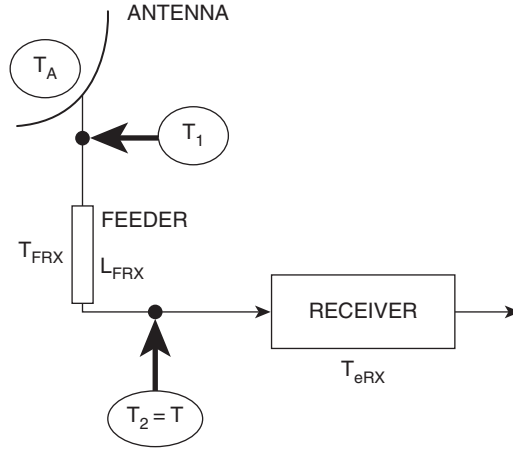 ANTENNA
T_A
T_1
FEEDER
T_FRX
L_FRX
RECEIVER
T_eRX
T_2 = T